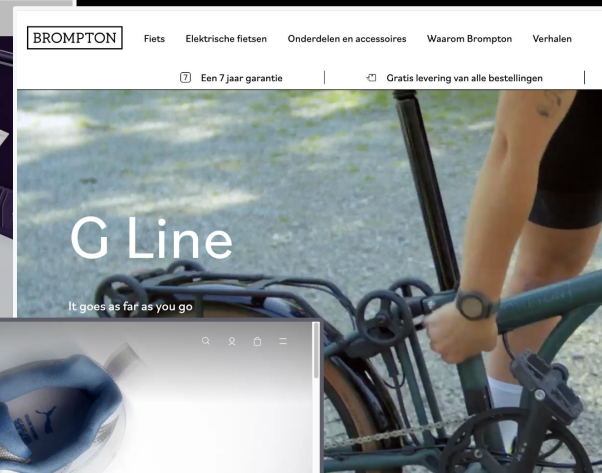 BROMPTON
Fiets Elektrische fietsen Onderdelen en accessoires Waarom Brompton Verhalen
7 Een 7 jaar garantie Gratis levering van alle bestellingen
G Line
It goes as far as you go